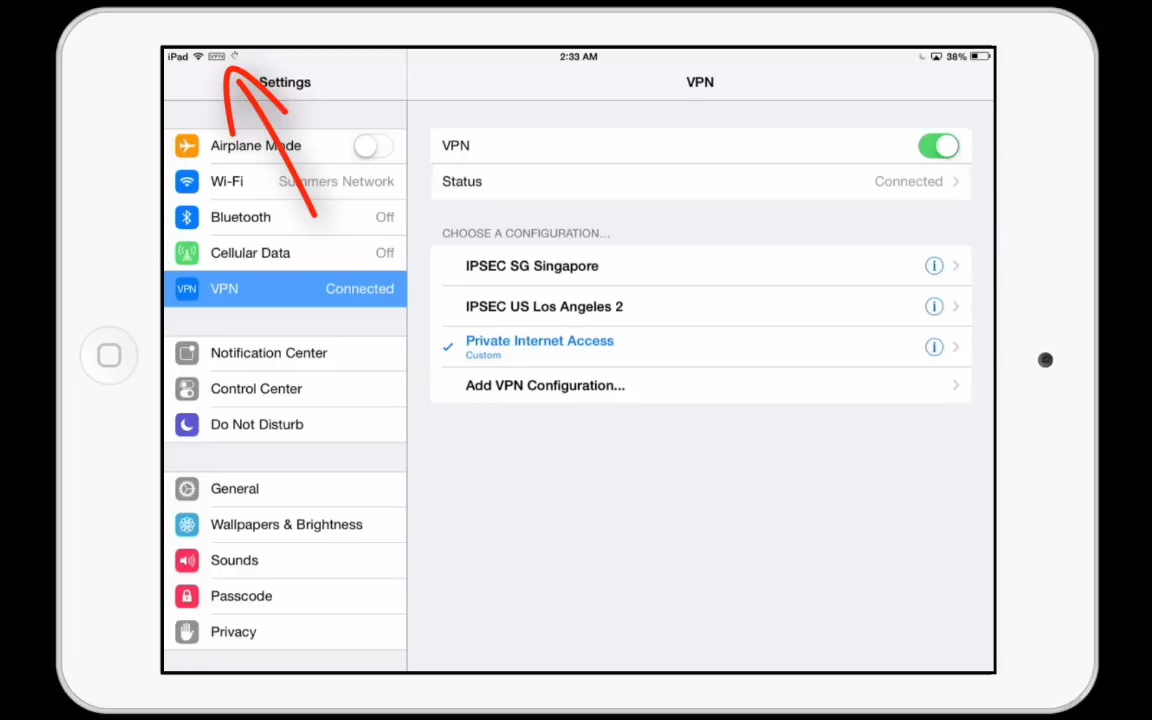 iPad VPN 2:33 AM 38%
Settings
VPN
Airplane Mode
Wi-Fi Summers Network
Bluetooth Off
Cellular Data Off
VPN VPN Connected
Notification Center
Control Center
Do Not Disturb
General
Wallpapers & Brightness
Sounds
Passcode
Privacy
VPN
Status Connected
CHOOSE A CONFIGURATION...
IPSEC SG Singapore
IPSEC US Los Angeles 2
Private Internet Access
Custom
Add VPN Configuration...